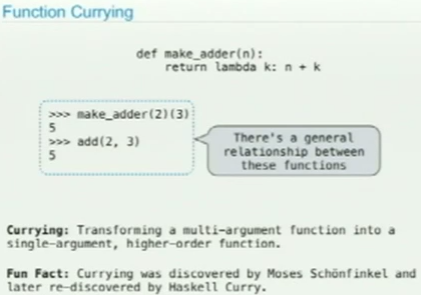 Function Currying
def make_adder(n):
    return lambda k: n + k
>>> make_adder(2)(3)
5
>>> add(2, 3)
5
There's a general
relationship between
these functions
Currying: Transforming a multi-argument function into a
single-argument, higher-order function.
Fun Fact: Currying was discovered by Moses Schönfinkel and
later re-discovered by Haskell Curry.